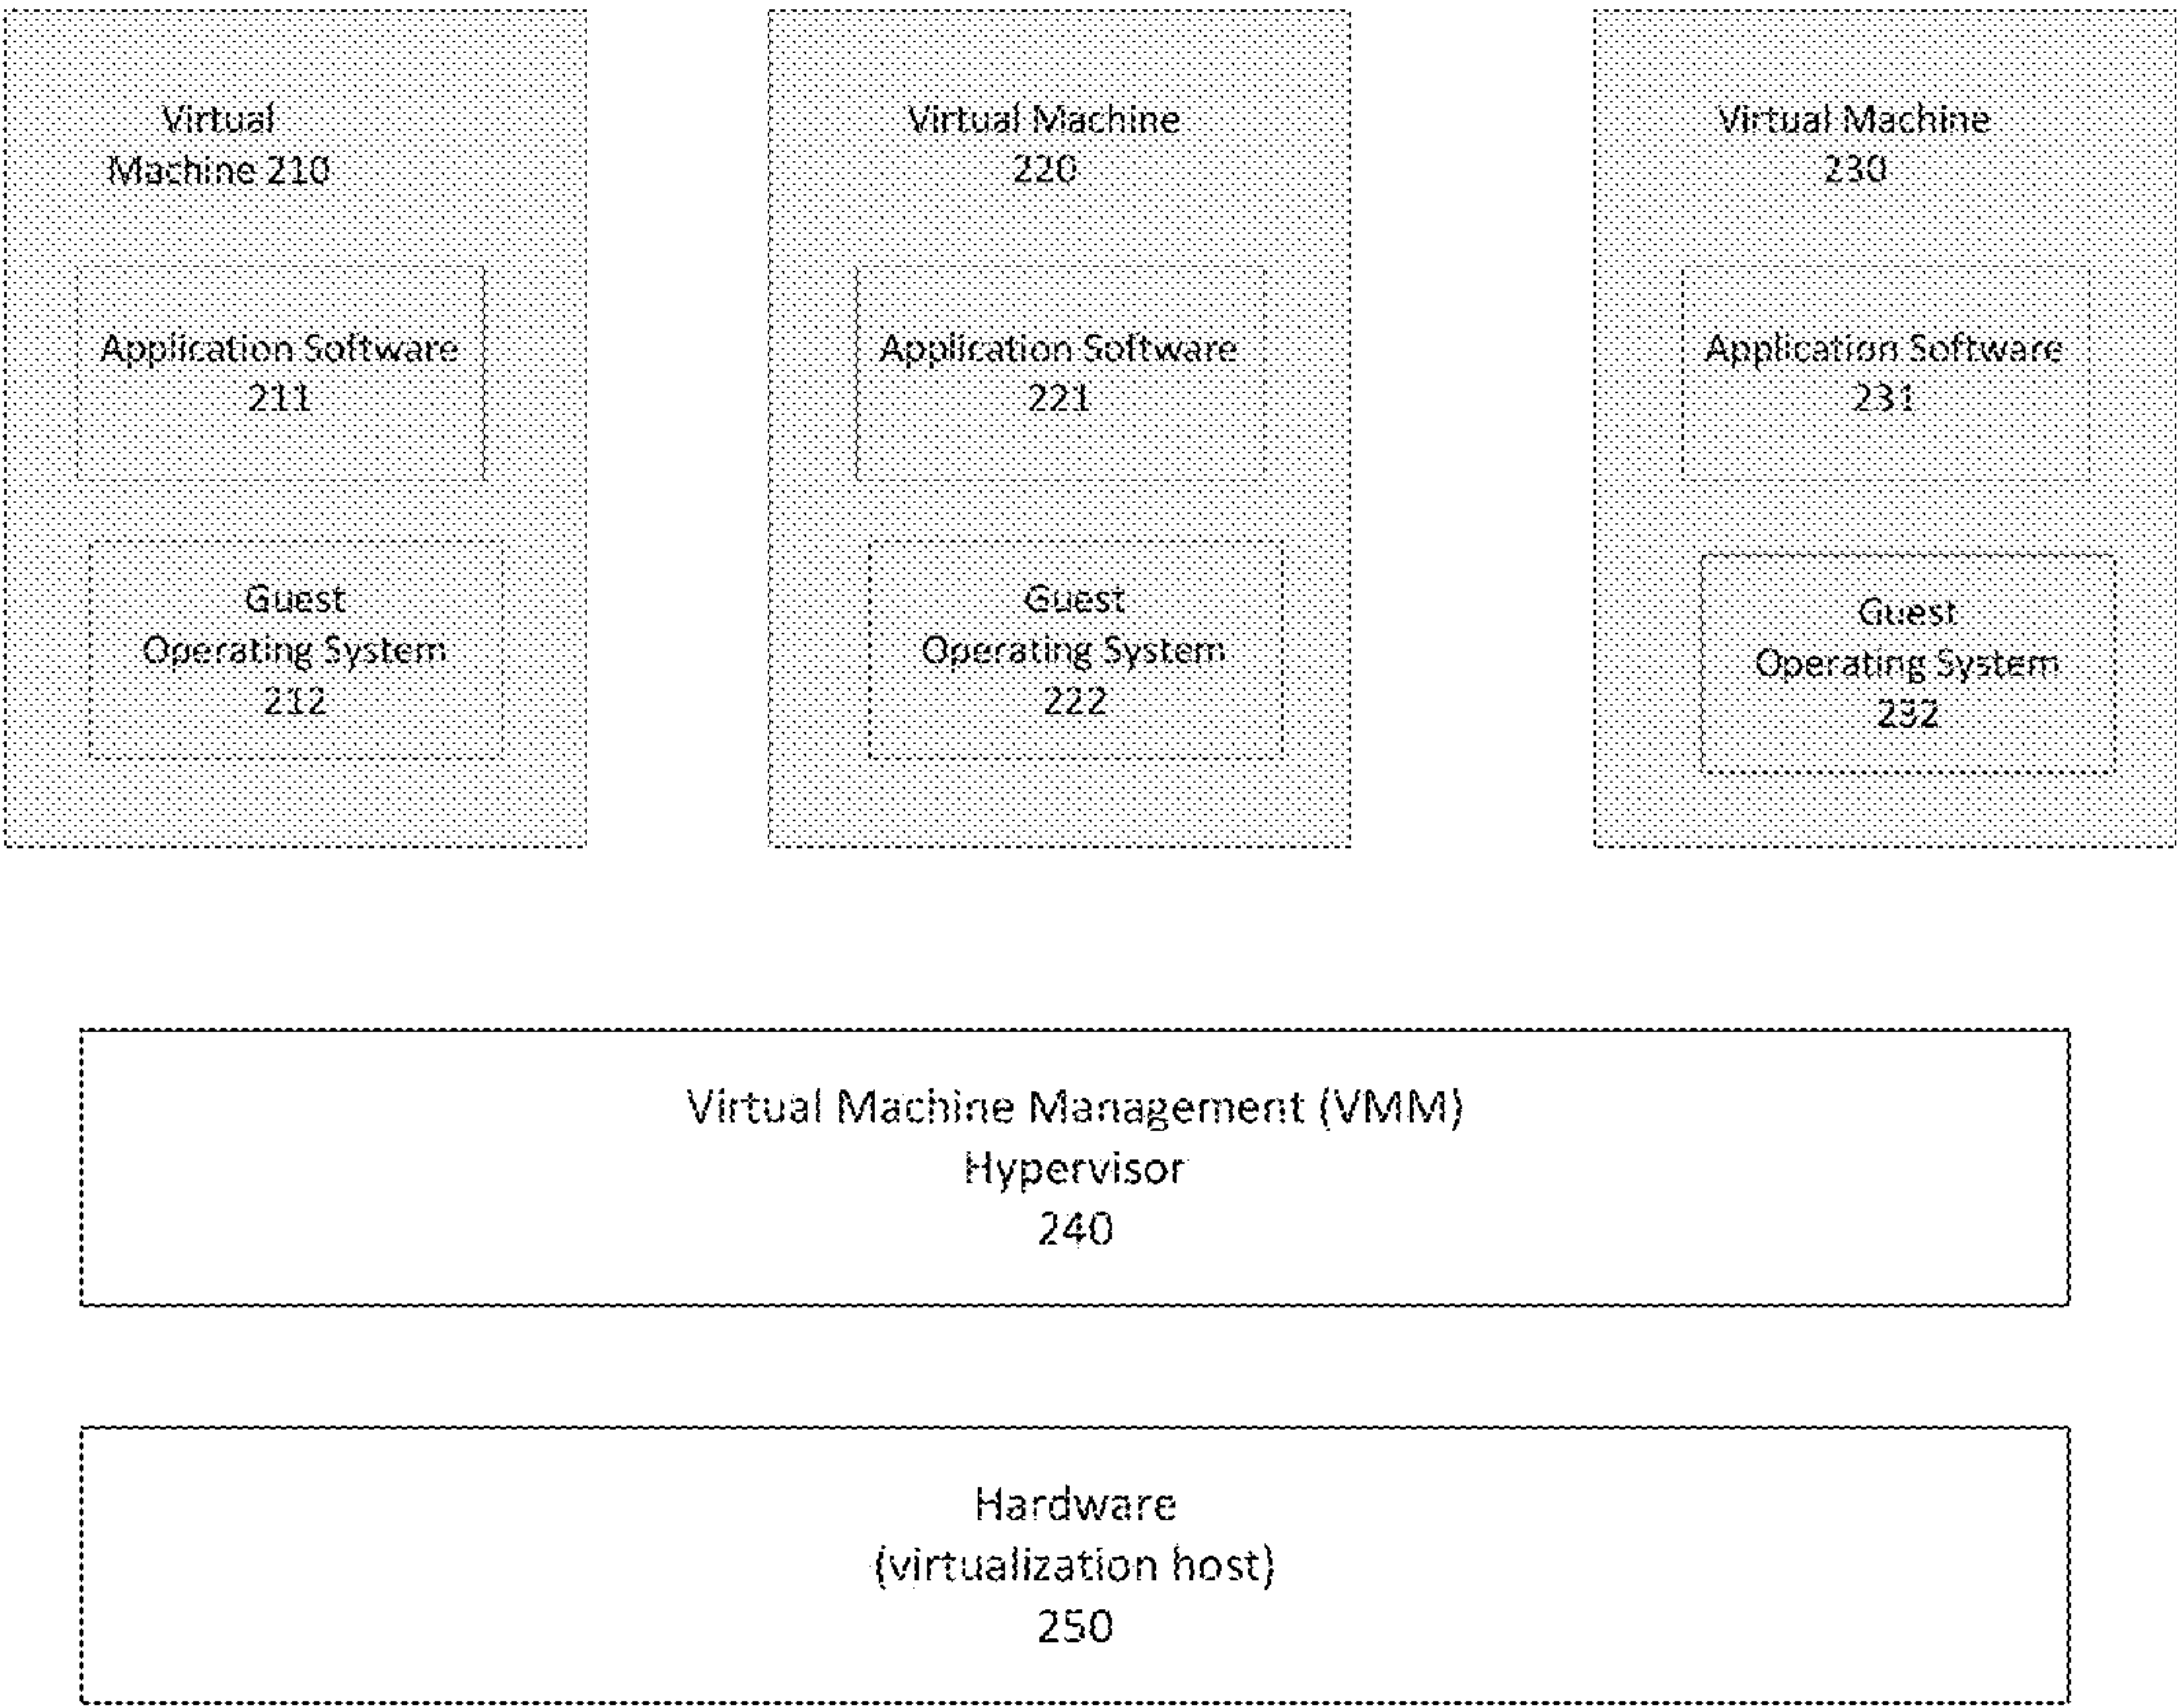 Virtual
Machine 210
Application Software
211
Guest
Operating System
212
Virtual Machine
220
Application Software
221
Guest
Operating System
222
Virtual Machine
230
Application Software
231
Guest
Operating System
232
Virtual Machine Management (VMM)
Hypervisor
240
Hardware
(virtualization host)
250